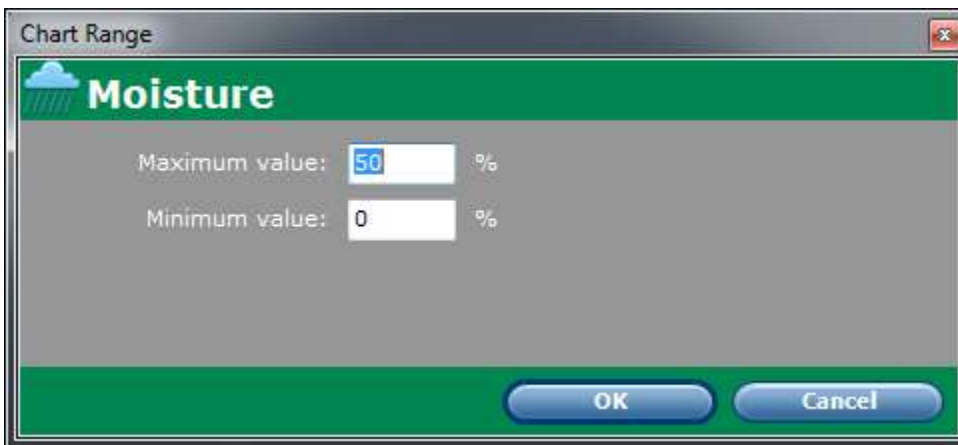 Chart Range
x
Moisture
Maximum value: 50 %
Minimum value: 0 %
OK Cancel